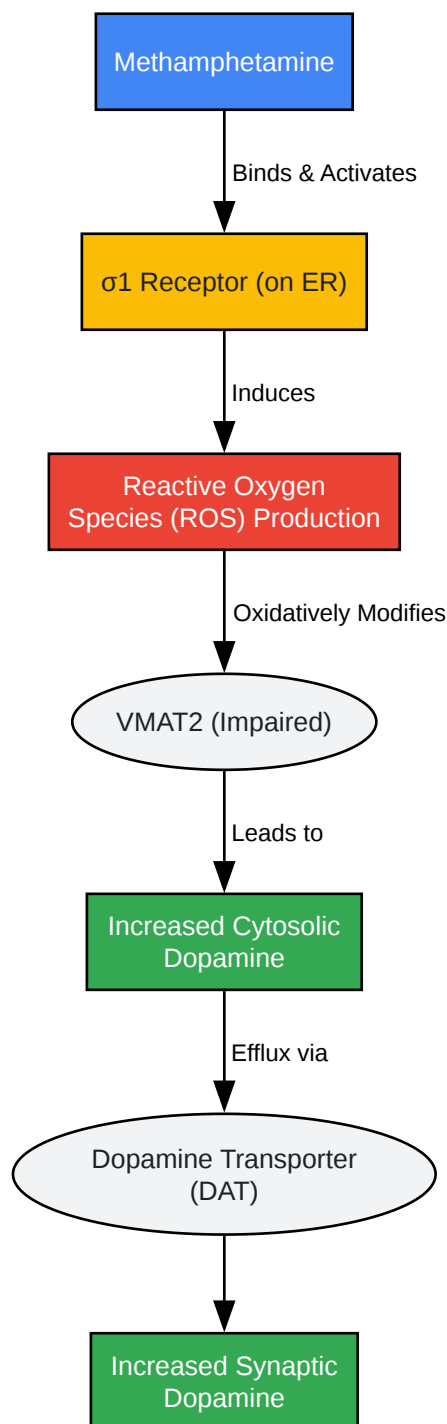 Methamphetamine
Binds & Activates
σ1 Receptor (on ER)
Induces
Reactive Oxygen
Species (ROS) Production
Oxidatively Modifies
VMAT2 (Impaired)
Leads to
Increased Cytosolic
Dopamine
Efflux via
Dopamine Transporter
(DAT)
Increased Synaptic
Dopamine